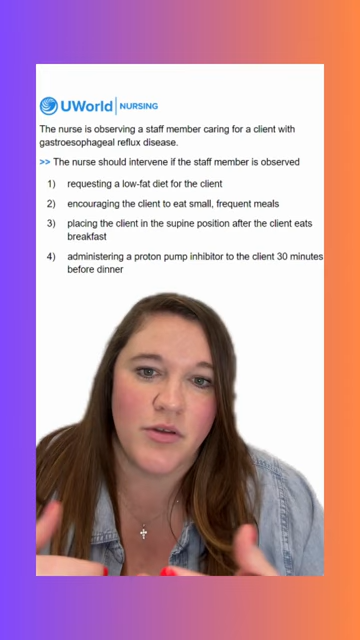 UWorld NURSING
The nurse is observing a staff member caring for a client with
gastroesophageal reflux disease.
>> The nurse should intervene if the staff member is observed
1) requesting a low-fat diet for the client
2) encouraging the client to eat small, frequent meals
3) placing the client in the supine position after the client eats
breakfast
4) administering a proton pump inhibitor to the client 30 minutes
before dinner